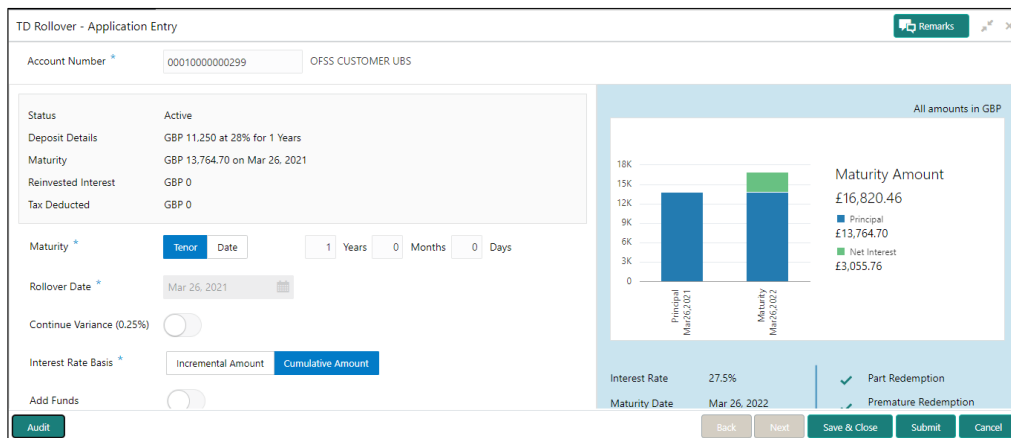 TD Rollover - Application Entry
Remarks
Account Number *
00010000000299
OFSS CUSTOMER UBS
Status Active
Deposit Details GBP 11,250 at 28% for 1 Years
Maturity GBP 13,764.70 on Mar 26, 2021
Reinvested Interest GBP 0
Tax Deducted GBP 0
Maturity * Tenor Date 1 Years 0 Months 0 Days
Rollover Date * Mar 26, 2021
Continue Variance (0.25%)
Interest Rate Basis * Incremental Amount Cumulative Amount
Add Funds
All amounts in GBP
18K
15K
12K
9K
6K
3K
0
Principal
Mar26,2021
Maturity
Mar26,2022
Maturity Amount
£16,820.46
Principal
£13,764.70
Net Interest
£3,055.76
Interest Rate 27.5%
Maturity Date Mar 26, 2022
Part Redemption
Premature Redemption
Audit
Back
Next
Save & Close
Submit
Cancel